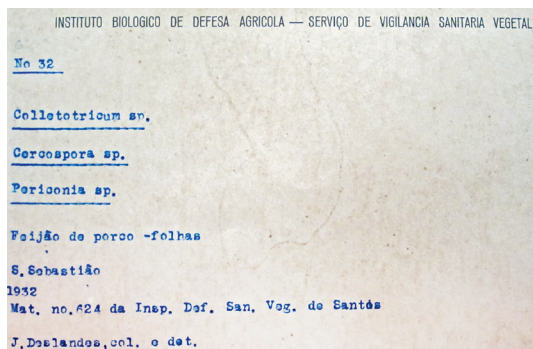 INSTITUTO BIOLOGICO DE DEFESA AGRICOLA — SERVIÇO DE VIGILANCIA SANITARIA VEGETAL
No 32
Colletotricum sp.
Cercospora sp.
Periconia sp.
Feijão de porco -folhas
S.Sebastião
1932
Mat. no.624 da Insp. Def. San. Veg. de Santos
J.Deslandes,col. e det.